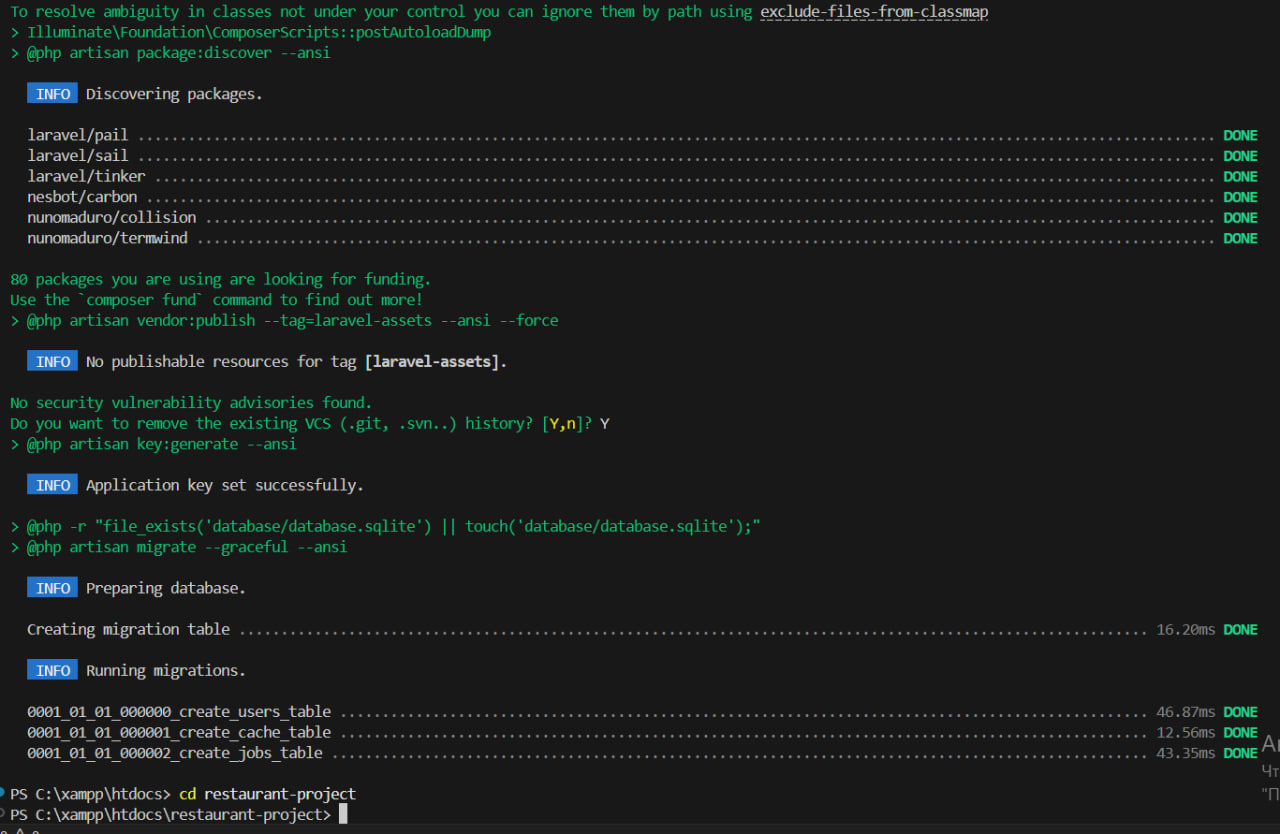 To resolve ambiguity in classes not under your control you can ignore them by path using exclude-files-from-classmap
> Illuminate\Foundation\ComposerScripts::postAutoloadDump
> @php artisan package:discover --ansi
INFO Discovering packages.
laravel/pail ................................................................................................................................ DONE
laravel/sail ................................................................................................................................ DONE
laravel/tinker .............................................................................................................................. DONE
nesbot/carbon ............................................................................................................................... DONE
nunomaduro/collision ........................................................................................................................ DONE
nunomaduro/termwind ......................................................................................................................... DONE
80 packages you are using are looking for funding.
Use the `composer fund` command to find out more!
> @php artisan vendor:publish --tag=laravel-assets --ansi --force
INFO No publishable resources for tag [laravel-assets].
No security vulnerability advisories found.
Do you want to remove the existing VCS (.git, .svn..) history? [Y,n]? Y
> @php artisan key:generate --ansi
INFO Application key set successfully.
> @php -r "file_exists('database/database.sqlite') || touch('database/database.sqlite');"
> @php artisan migrate --graceful --ansi
INFO Preparing database.
Creating migration table ............................................................................................................ 16.20ms DONE
INFO Running migrations.
0001_01_01_000000_create_users_table ................................................................................................ 46.87ms DONE
0001_01_01_000001_create_cache_table ................................................................................................ 12.56ms DONE
0001_01_01_000002_create_jobs_table ................................................................................................. 43.35ms DONE
PS C:\xampp\htdocs> cd restaurant-project
PS C:\xampp\htdocs\restaurant-project>